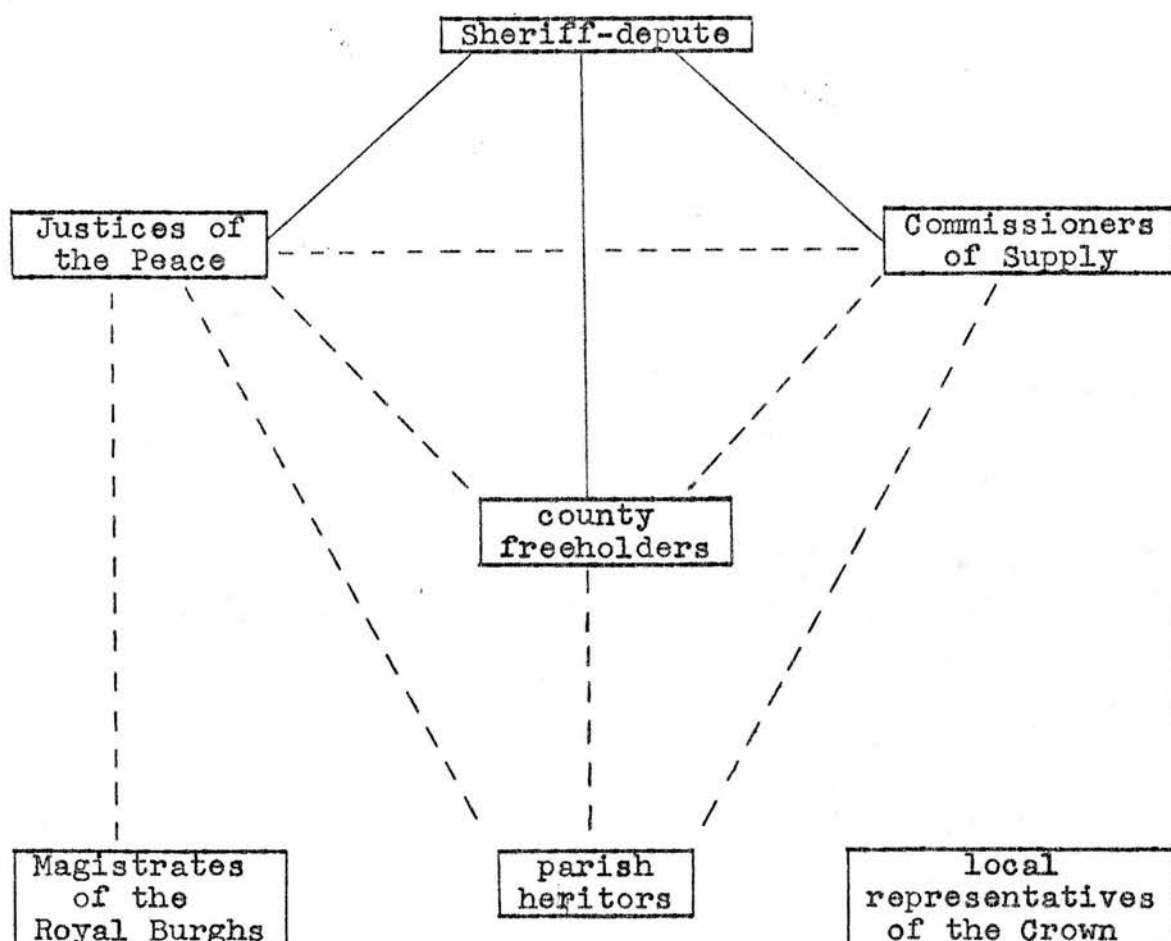 Sheriff-depute
Justices of
the Peace
Commissioners
of Supply
county
freeholders
Magistrates
of the
Royal Burghs
parish
heritors
local
representatives
of the Crown